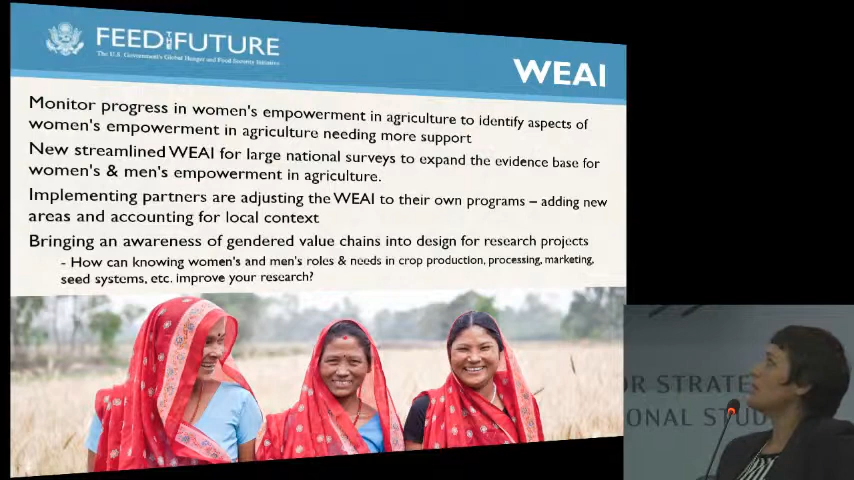 FEED THE FUTURE
The U.S. Government's Global Hunger and Food Security Initiative
WEAI
Monitor progress in women's empowerment in agriculture to identify aspects of
women's empowerment in agriculture needing more support
New streamlined WEAI for large national surveys to expand the evidence base for
women's & men's empowerment in agriculture.
Implementing partners are adjusting the WEAI to their own programs – adding new
areas and accounting for local context
Bringing an awareness of gendered value chains into design for research projects
- How can knowing women's and men's roles & needs in crop production, processing, marketing,
seed systems, etc. improve your research?
OR STRATE
ONAL STUD